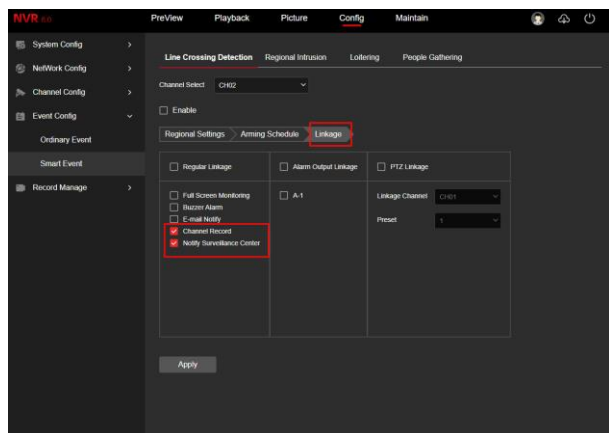 NVR 5.0
PreView Playback Picture Config Maintain
System Config
NetWork Config
Channel Config
Event Config
Ordinary Event
Smart Event
Record Manage
Line Crossing Detection Regional Intrusion Loitering People Gathering
Channel Select CH02
Enable
Regional Settings Arming Schedule Linkage
Regular Linkage Alarm Output Linkage PTZ Linkage
Full Screen Monitoring A-1 Linkage Channel CH01
Buzzer Alarm
E-mail Notify Preset 1
Channel Record
Notify Surveillance Center
Apply